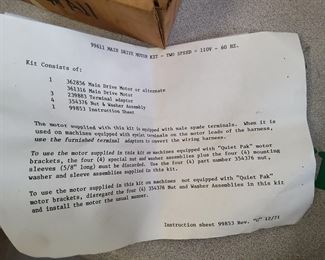 99611 MAIN DRIVE MOTOR KIT - TWO SPEED - 110V - 60 HZ.
Kit Consists of:
1 362856 Main Drive Motor or alternate
361316 Main Drive Motor
3 239883 Terminal adaptor
4 354376 Nut & Washer Assembly
1 99853 Instruction Sheet
The motor supplied with this kit is equipped with male spade terminals. When it is
used on machines equipped with eyelet terminals on the motor leads of the harness,
use the furnished terminal adaptors to convert the wiring harness.
To use the motor supplied in this kit on machines equipped with "Quiet Pak" motor
brackets, the four (4) special nut and washer assemblies plus the four (4) mounting
sleeves (5/8" long) must be discarded. Use the four (4) part number 354376 nut,
washer and sleeve assemblies supplied in this kit.
To use the motor supplied in this kit on machines not equipped with "Quiet Pak"
motor brackets, disregard the four (4) 354376 Nut and Washer Assemblies in this kit
and install the motor the usual manner.
Instruction sheet 99853 Rev. "G" 12/71